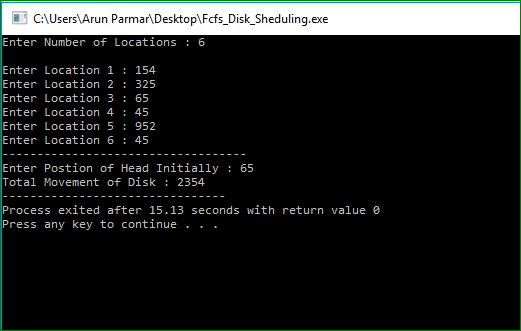 C:\Users\Arun Parmar\Desktop\Fcfs_Disk_Sheduling.exe
Enter Number of Locations : 6
Enter Location 1 : 154
Enter Location 2 : 325
Enter Location 3 : 65
Enter Location 4 : 45
Enter Location 5 : 952
Enter Location 6 : 45
-----------------------------------
Enter Postion of Head Initially : 65
Total Movement of Disk : 2354
--------------------------------
Process exited after 15.13 seconds with return value 0
Press any key to continue . . .